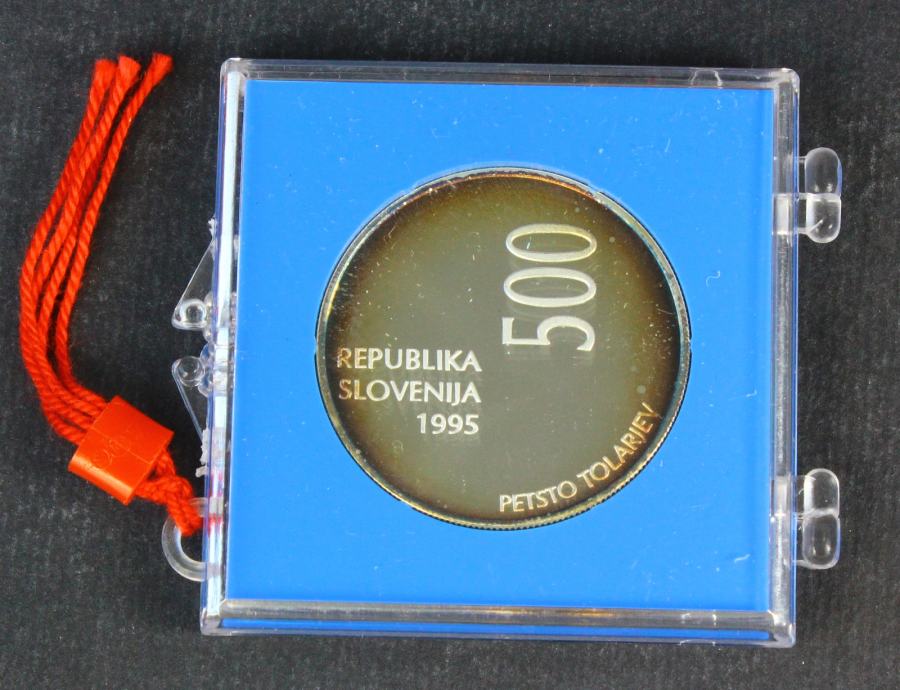 500
REPUBLIKA
SLOVENIJA
1995
PETSTO TOLARJEV